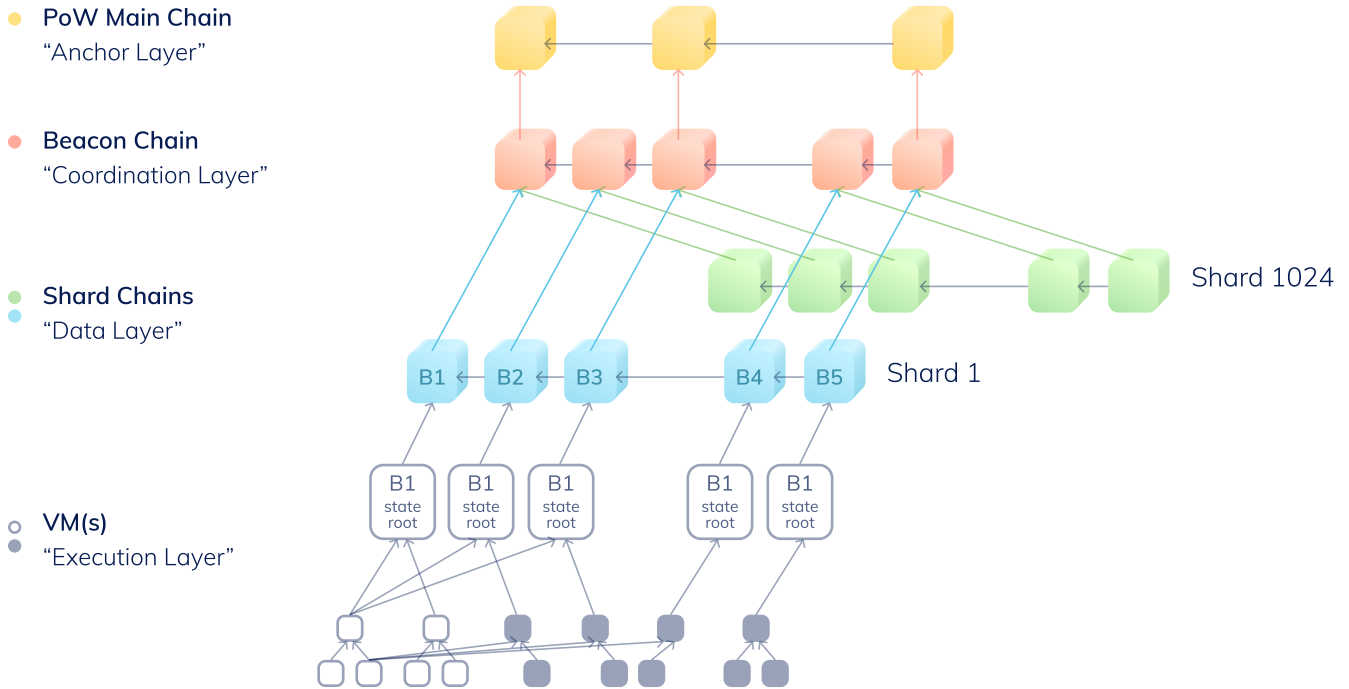 PoW Main Chain
“Anchor Layer”
Beacon Chain
“Coordination Layer”
Shard 1024
Shard Chains
“Data Layer”
Shard 1
B1 B2 B3 B4 B5
B1 B1 B1 B1 B1
state state state state state
root root root root root
VM(s)
“Execution Layer”